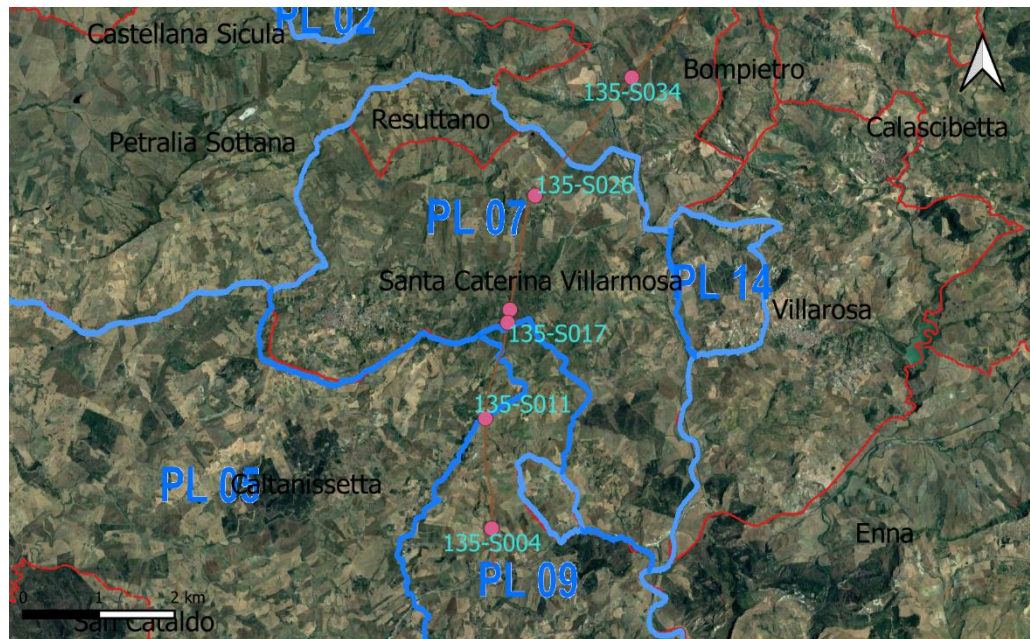 PL 02
Castellana Sicula
Bompietro
135-S034
Resuttano
Calascibetta
Petralia Sottana
135-S026
PL 07
Santa Caterina Villarmosa
PL 14
Villarosa
135-S017
135-S011
PL 05
Caltanissetta
Enna
135-S004
PL 09
0 1 2 km
San Cataldo